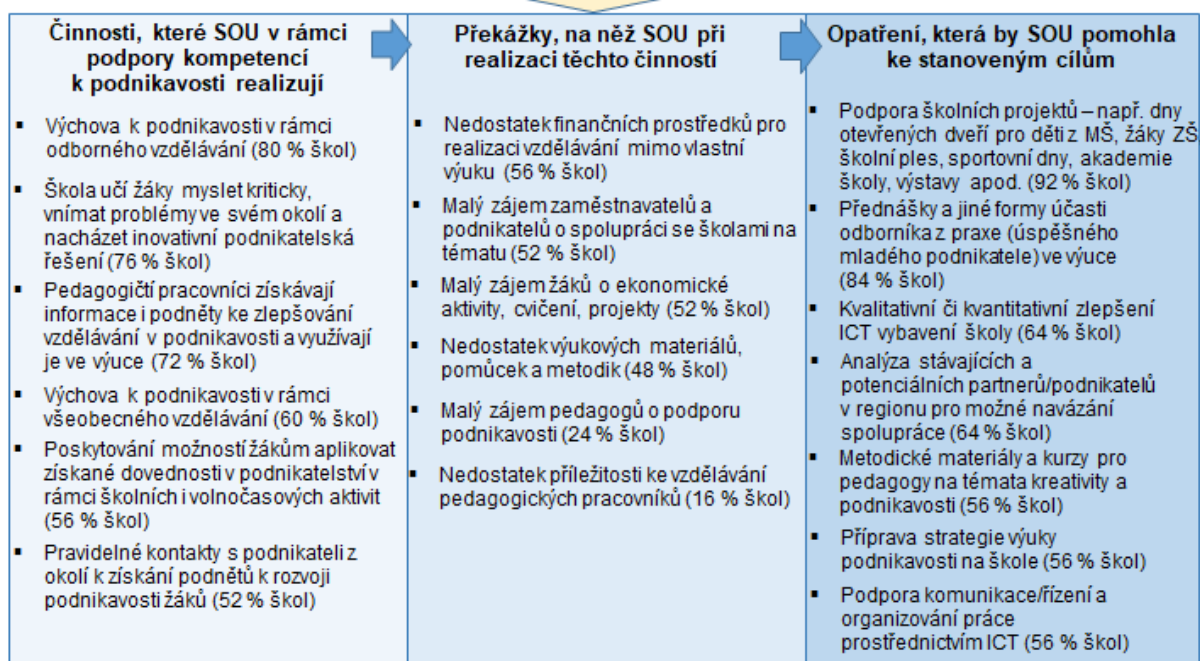 Činnosti, které SOU v rámci
podpory kompetencí
k podnikavosti realizují
▪ Výchova k podnikavosti v rámci
odborného vzdělávání (80 % škol)
▪ Škola učí žáky myslet kriticky,
vnímat problémy ve svém okolí a
nacházet inovativní podnikatelská
řešení (76 % škol)
▪ Pedagogičtí pracovníci získávají
informace i podněty ke zlepšování
vzdělávání v podnikavosti a využívají
je ve výuce (72 % škol)
▪ Výchova k podnikavosti v rámci
všeobecného vzdělávání (60 % škol)
▪ Poskytování možností žákům aplikovat
získané dovednosti v podnikatelství v
rámci školních i volnočasových aktivit
(56 % škol)
▪ Pravidelné kontakty s podnikateli z
okolí k získání podnětů k rozvoji
podnikavosti žáků (52 % škol)
Překážky, na něž SOU při
realizaci těchto činností
▪ Nedostatek finančních prostředků pro
realizaci vzdělávání mimo vlastní
výuku (56 % škol)
▪ Malý zájem zaměstnavatelů a
podnikatelů o spolupráci se školami na
tématu (52 % škol)
▪ Malý zájem žáků o ekonomické
aktivity, cvičení, projekty (52 % škol)
▪ Nedostatek výukových materiálů,
pomůcek a metodik (48 % škol)
▪ Malý zájem pedagogů o podporu
podnikavosti (24 % škol)
▪ Nedostatek příležitosti ke vzdělávání
pedagogických pracovníků (16 % škol)
Opatření, která by SOU pomohla
ke stanoveným cílům
▪ Podpora školních projektů – např. dny
otevřených dveří pro děti z MŠ, žáky ZŠ
školní ples, sportovní dny, akademie
školy, výstavy apod. (92 % škol)
▪ Přednášky a jiné formy účasti
odborníka z praxe (úspěšného
mladého podnikatele) ve výuce
(84 % škol)
▪ Kvalitativní či kvantitativní zlepšení
ICT vybavení školy (64 % škol)
▪ Analýza stávajících a
potenciálních partnerů/podnikatelů
v regionu pro možné navázání
spolupráce (64 % škol)
▪ Metodické materiály a kurzy pro
pedagogy na témata kreativity a
podnikavosti (56 % škol)
▪ Příprava strategie výuky
podnikavosti na škole (56 % škol)
▪ Podpora komunikace/řízení a
organizování práce
prostřednictvím ICT (56 % škol)